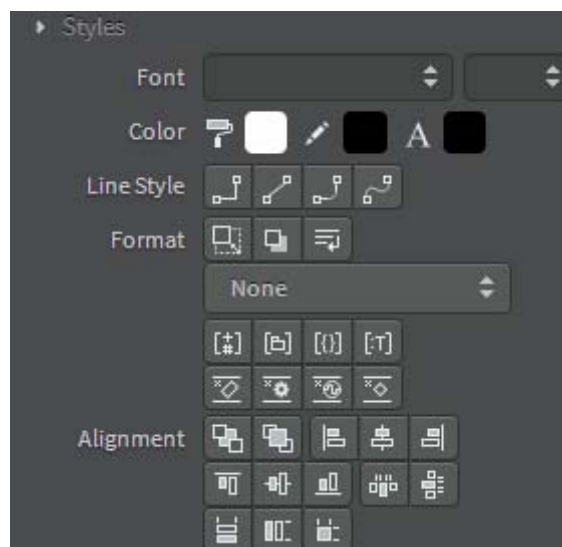 Styles
Font
Color A
Line Style
Format
None
[±#] [B] [{}] [:T]
Alignment